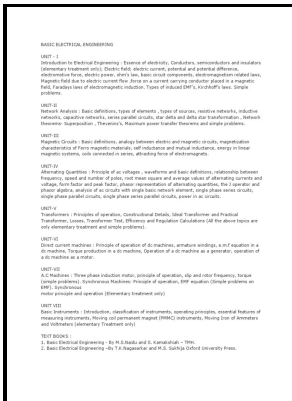 BASIC ELECTRICAL ENGINEERING
UNIT - I
Introduction to Electrical Engineering : Essence of electricity, Conductors, semiconductors and insulators
(elementary treatment only); Electric field; electric current, potential and potential difference,
electromotive force, electric power, ohm's law, basic circuit components, electromagnetism related laws,
Magnetic field due to electric current flow ,force on a current carrying conductor placed in a magnetic
field, Faradays laws of electromagnetic induction. Types of induced EMF's, Kirchhoff's laws. Simple
problems.
UNIT-II
Network Analysis : Basic definitions, types of elements , types of sources, resistive networks, inductive
networks, capacitive networks, series parallel circuits, star delta and delta star transformation , Network
theorems- Superposition , Thevenins's, Maximum power transfer theorems and simple problems.
UNIT-III
Magnetic Circuits : Basic definitions, analogy between electric and magnetic circuits, magnetization
characteristics of Ferro magnetic materials, self inductance and mutual inductance, energy in linear
magnetic systems, coils connected in series, attracting force of electromagnets.
UNIT-IV
Alternating Quantities : Principle of ac voltages , waveforms and basic definitions, relationship between
frequency, speed and number of poles, root mean square and average values of alternating currents and
voltage, form factor and peak factor, phasor representation of alternating quantities, the J operator and
phasor algebra, analysis of ac circuits with single basic network element, single phase series circuits,
single phase parallel circuits, single phase series parallel circuits, power in ac circuits.
UNIT-V
Transformers : Principles of operation, Constructional Details, Ideal Transformer and Practical
Transformer, Losses, Transformer Test, Efficiency and Regulation Calculations (All the above topics are
only elementary treatment and simple problems).
UNIT-VI
Direct current machines : Principle of operation of dc machines, armature windings, e.m.f equation in a
dc machine, Torque production in a dc machine, Operation of a dc machine as a generator, operation of
a dc machine as a motor.
UNIT-VII
A.C Machines : Three phase induction motor, principle of operation, slip and rotor frequency, torque
(simple problems). Synchronous Machines: Principle of operation, EMF equation (Simple problems on
EMF). Synchronous
motor principle and operation (Elementary treatment only)
UNIT VIII
Basic Instruments : Introduction, classification of instruments, operating principles, essential features of
measuring instruments, Moving coil permanent magnet (PMMC) instruments, Moving Iron of Ammeters
and Voltmeters (elementary Treatment only)
TEXT BOOKS :
1. Basic Electrical Engineering - By M.S.Naidu and S. Kamakshiah – TMH.
2. Basic Electrical Engineering –By T.K.Nagasarkar and M.S. Sukhija Oxford University Press.